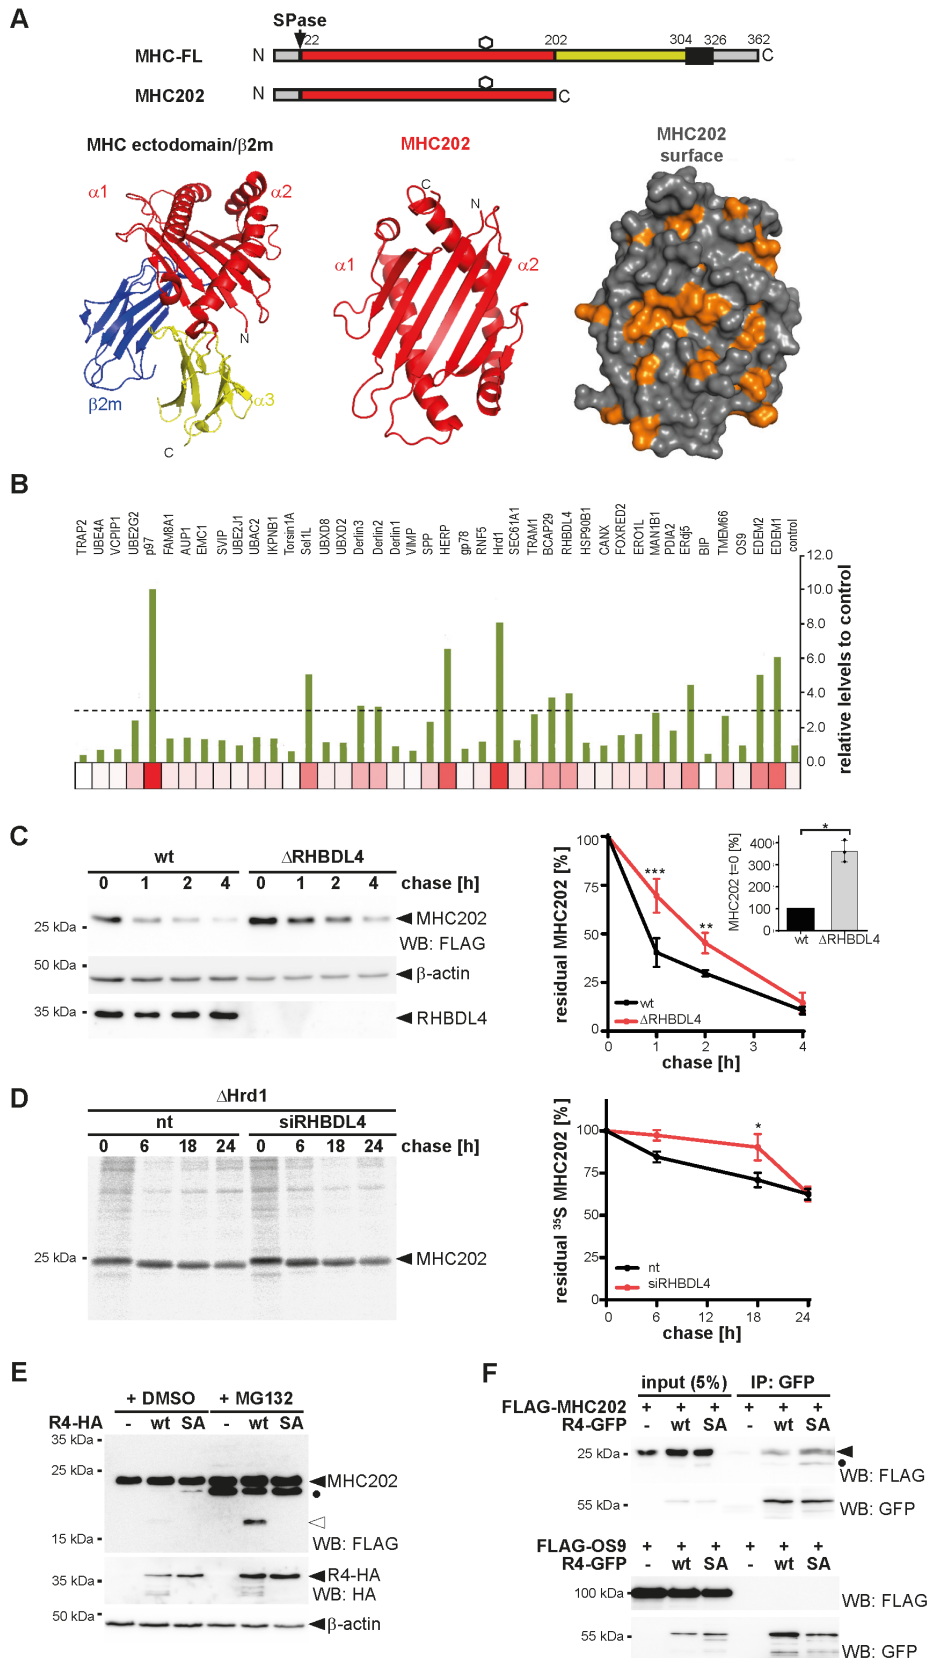 A
SPase
22 202 304 326 362
MHC-FL N C
MHC202 N C
MHC ectodomain/β2m
α1 α2
N
β2m α3
C
MHC202
C
N
α1 α2
MHC202
surface
B
TRAP2 UBE4A VCPIP1 UBE2G2 p97 FAM8A1 AUP1 EMC1 SVIP UBE2J1 UBAC2 IKPNB1 Torsin1A Sel1L UBXD8 UBXD2 Derlin3 Derlin2 Derlin1 VIMP SPP HERP gp78 RNF5 Hrd1 SEC61A1 TRAM1 BCAP29 RHBDL4 HSP90B1 CANX FOXRED2 ERO1L MAN1B1 PDIA2 ERdj5 BIP TMEM66 OS9 EDEM2 EDEM1 control
12.0
10.0
8.0
6.0
4.0
2.0
0.0
relative lelvels to control
C
wt ΔRHBDL4
0 1 2 4 0 1 2 4 chase [h]
25 kDa MHC202
WB: FLAG
50 kDa β-actin
35 kDa RHBDL4
residual MHC202 [%]
100
75
50
25
0
*** **
wt
ΔRHBDL4
0 1 2 3 4
chase [h]
MHC202 t=0 [%]
400
300
200
100
0
*
wt ΔRHBDL4
D
ΔHrd1
nt siRHBDL4
0 6 18 24 0 6 18 24 chase [h]
25 kDa MHC202
residual 35S MHC202 [%]
100
75
50
25
0
*
nt
siRHBDL4
0 6 12 18 24
chase [h]
E
+ DMSO + MG132
R4-HA - wt SA - wt SA
35 kDa
25 kDa
MHC202
15 kDa
WB: FLAG
35 kDa R4-HA
WB: HA
50 kDa β-actin
F
input (5%) IP: GFP
FLAG-MHC202 + + + + + +
R4-GFP - wt SA - wt SA
25 kDa
WB: FLAG
55 kDa WB: GFP
FLAG-OS9 + + + + + +
R4-GFP - wt SA - wt SA
100 kDa WB: FLAG
55 kDa
WB: GFP